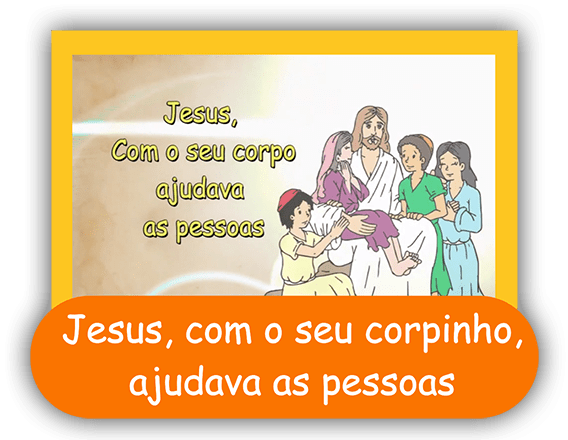 Jesus,
Com o seu corpo
ajudava
as pessoas
Jesus, com o seu corpinho,
ajudava as pessoas